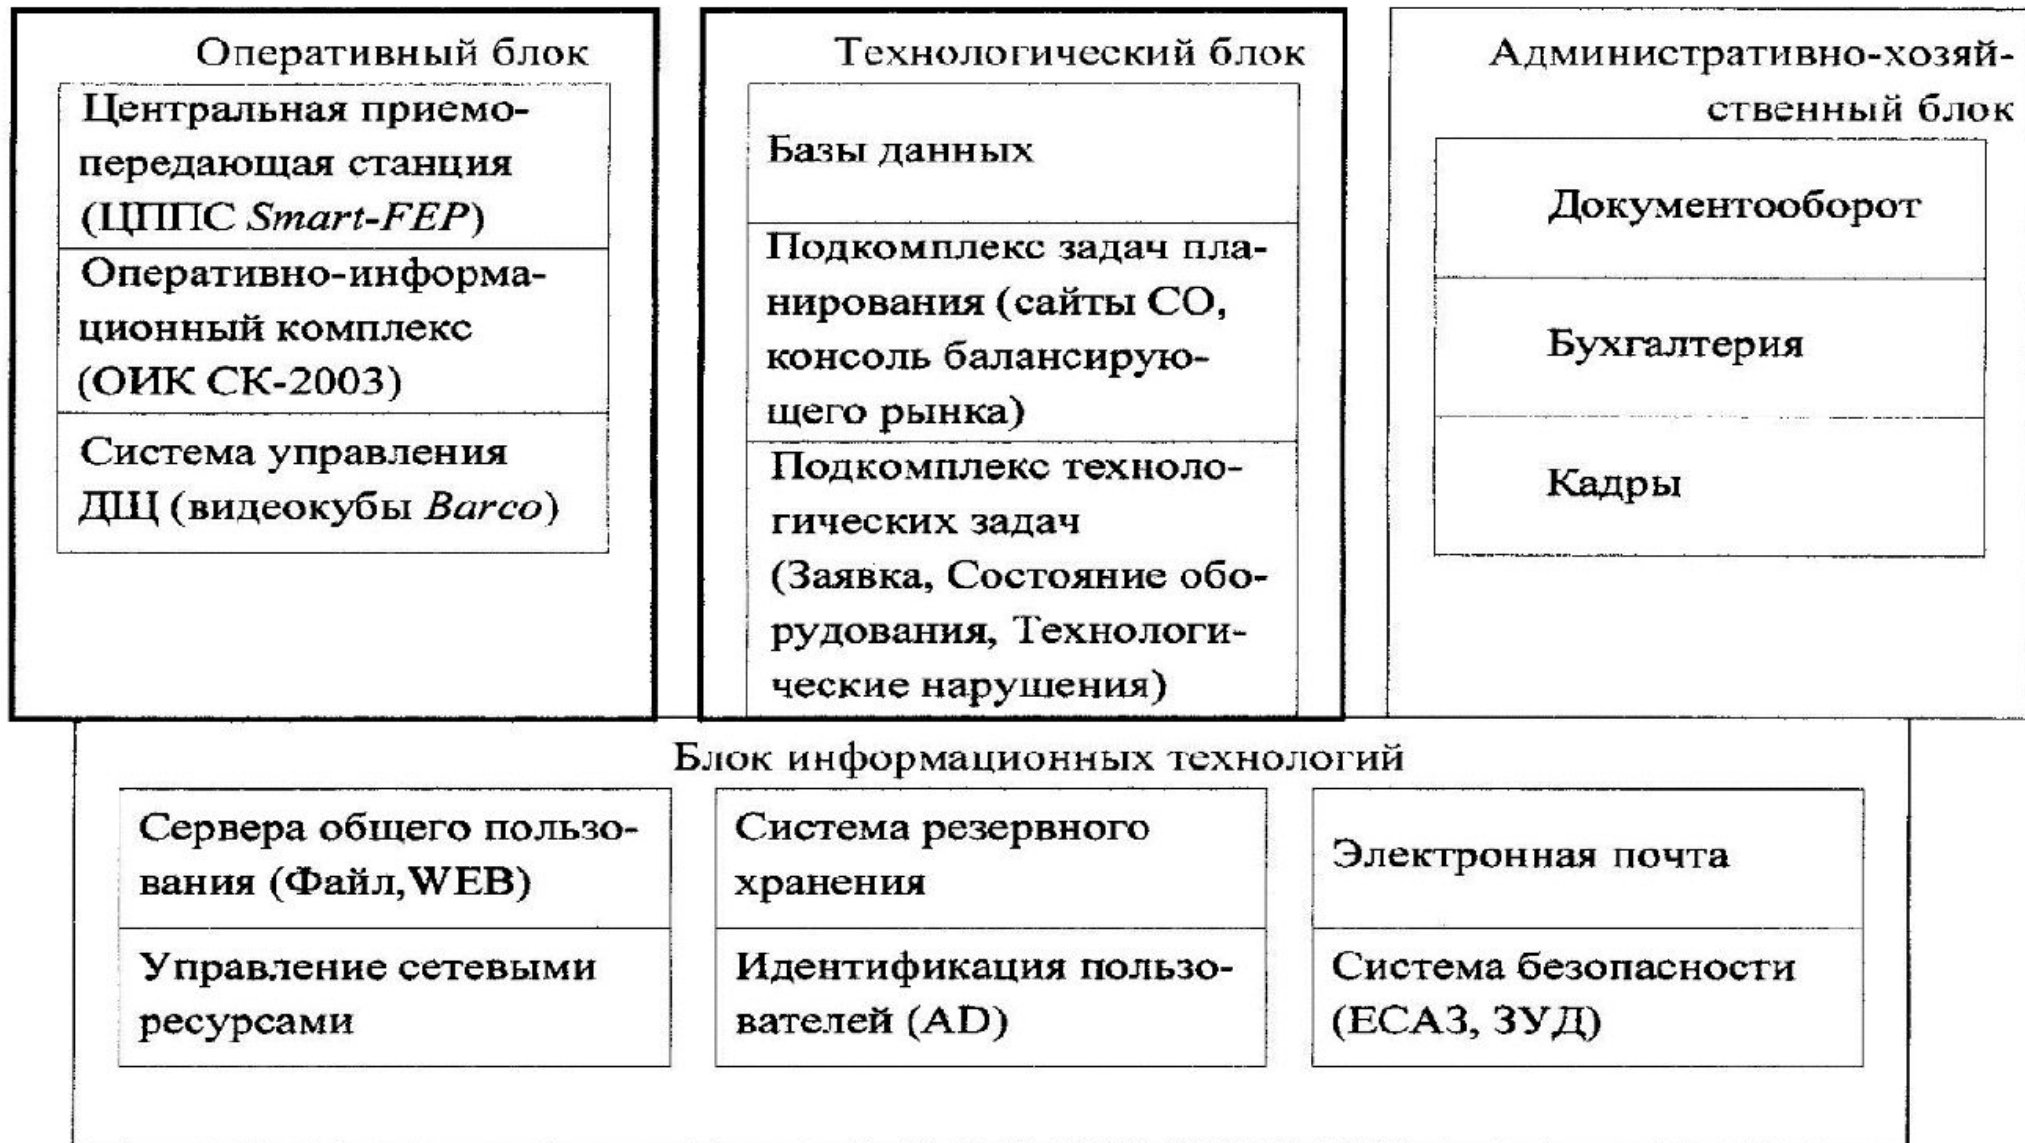 Оперативный блок
Центральная приемо-
передающая станция
(ЦППС Smart-FEP)
Оперативно-информа-
ционный комплекс
(ОИК СК-2003)
Система управления
ДЩ (видеокубы Barco)
Технологический блок
Базы данных
Подкомплекс задач пла-
нирования (сайты СО,
консоль балансирую-
щего рынка)
Подкомплекс техноло-
гических задач
(Заявка, Состояние обо-
рудования, Технологи-
ческие нарушения)
Административно-хозяй-
ственный блок
Документооборот
Бухгалтерия
Кадры
Блок информационных технологий
Сервера общего пользо-
вания (Файл,WEB)
Управление сетевыми
ресурсами
Система резервного
хранения
Идентификация пользо-
вателей (AD)
Электронная почта
Система безопасности
(ЕСАЗ, ЗУД)